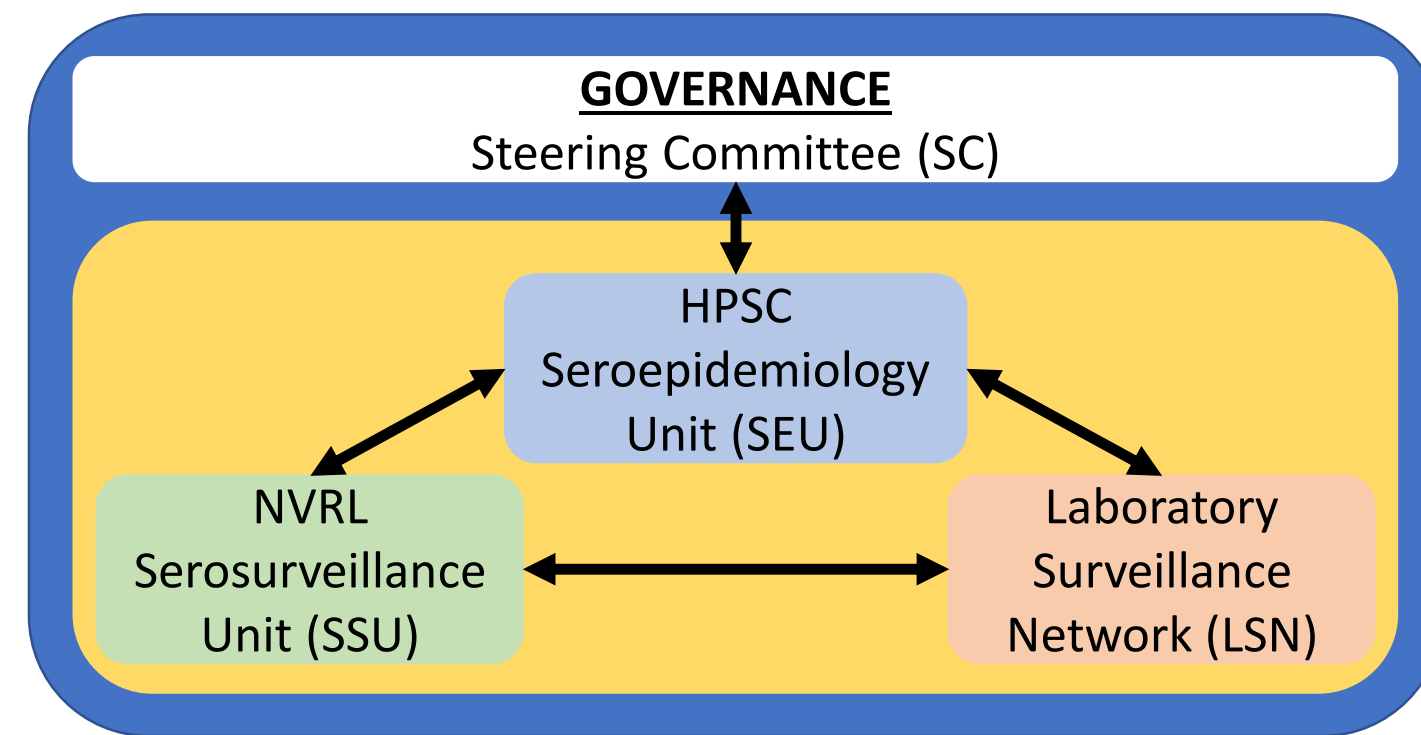 GOVERNANCE
Steering Committee (SC)
HPSC
Seroepidemiology
Unit (SEU)
NVRL
Serosurveillance
Unit (SSU)
Laboratory
Surveillance
Network (LSN)